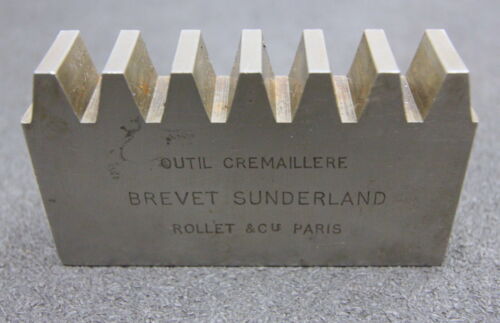 OUTIL CREMAILLERE
BREVET SUNDERLAND
ROLLET & Cie PARIS